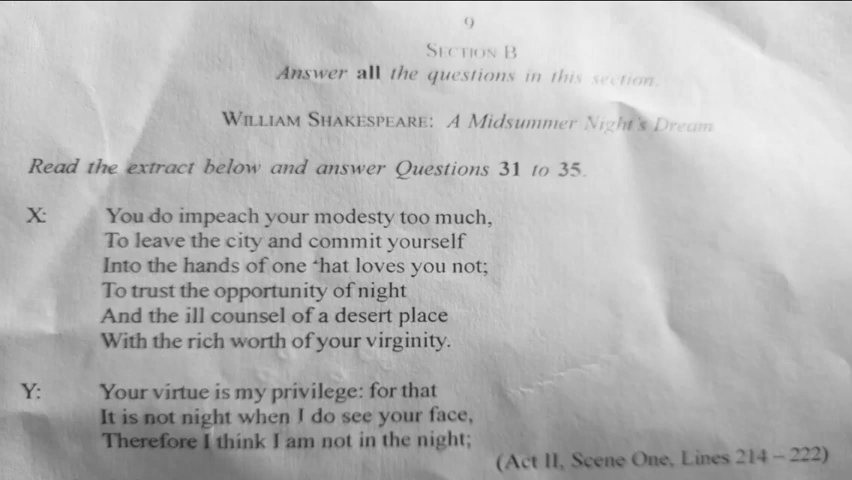 9
SECTION B
Answer all the questions in this section.
WILLIAM SHAKESPEARE: A Midsummer Night's Dream
Read the extract below and answer Questions 31 to 35.
X: You do impeach your modesty too much,
To leave the city and commit yourself
Into the hands of one that loves you not;
To trust the opportunity of night
And the ill counsel of a desert place
With the rich worth of your virginity.
Y: Your virtue is my privilege: for that
It is not night when I do see your face,
Therefore I think I am not in the night;
(Act II, Scene One, Lines 214 – 222)